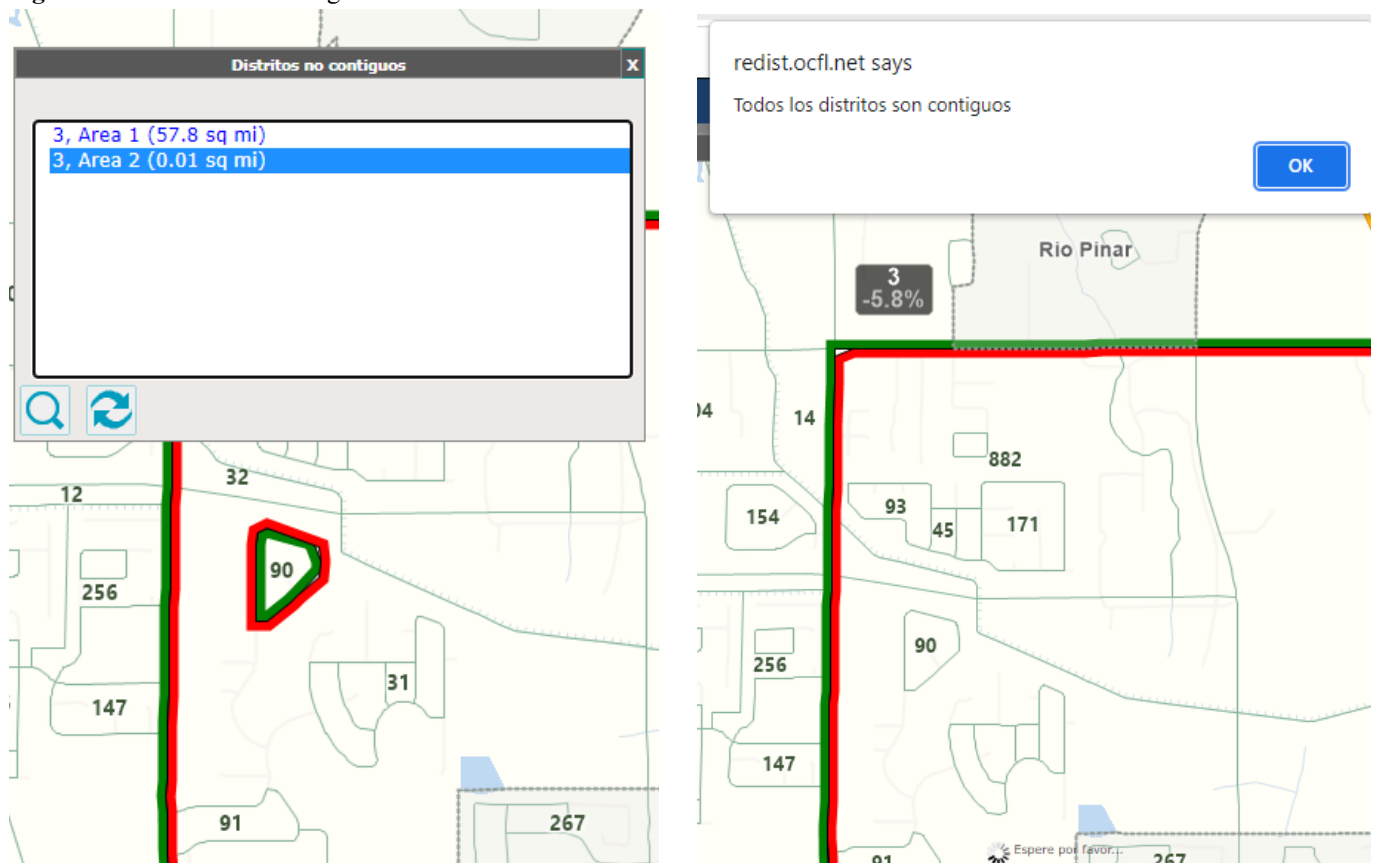 Distritos no contiguos
x
3, Area 1 (57.8 sq mi)
3, Area 2 (0.01 sq mi)
32
12
90
256
31
147
91
267
redist.ocfl.net says
Todos los distritos son contiguos
OK
Rio Pinar
3
-5.8%
14
882
93
154
45
171
90
256
147
Espere por favor...
91
267